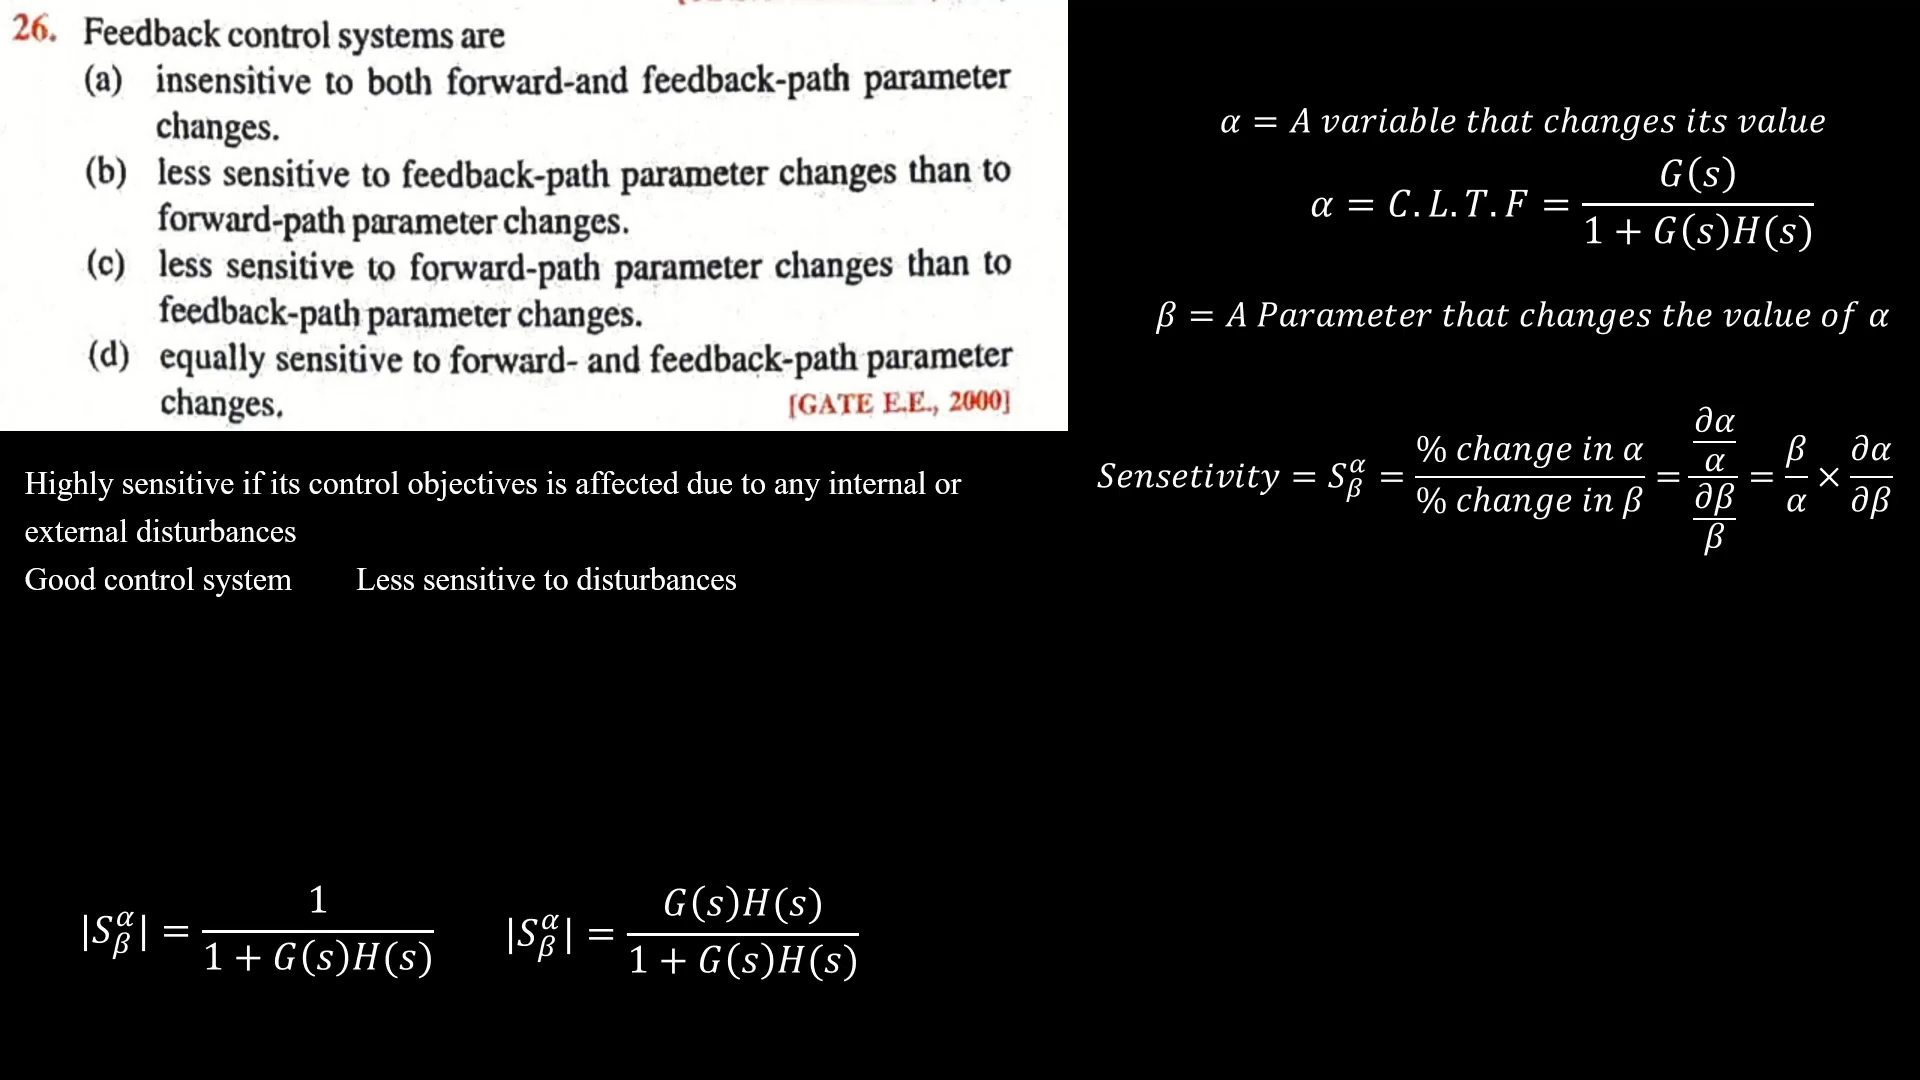 26. Feedback control systems are
(a) insensitive to both forward-and feedback-path parameter
changes.
(b) less sensitive to feedback-path parameter changes than to
forward-path parameter changes.
(c) less sensitive to forward-path parameter changes than to
feedback-path parameter changes.
(d) equally sensitive to forward- and feedback-path parameter
changes. [GATE E.E., 2000]
Highly sensitive if its control objectives is affected due to any internal or
external disturbances
Good control system Less sensitive to disturbances
|S_β^α| = 1 / (1 + G(s)H(s)) |S_β^α| = G(s)H(s) / (1 + G(s)H(s))
α = A variable that changes its value
α = C.L.T.F = G(s) / (1 + G(s)H(s))
β = A Parameter that changes the value of α
Sensetivity = S_β^α = (% change in α) / (% change in β) = (∂α/α) / (∂β/β) = β/α × ∂α/∂β